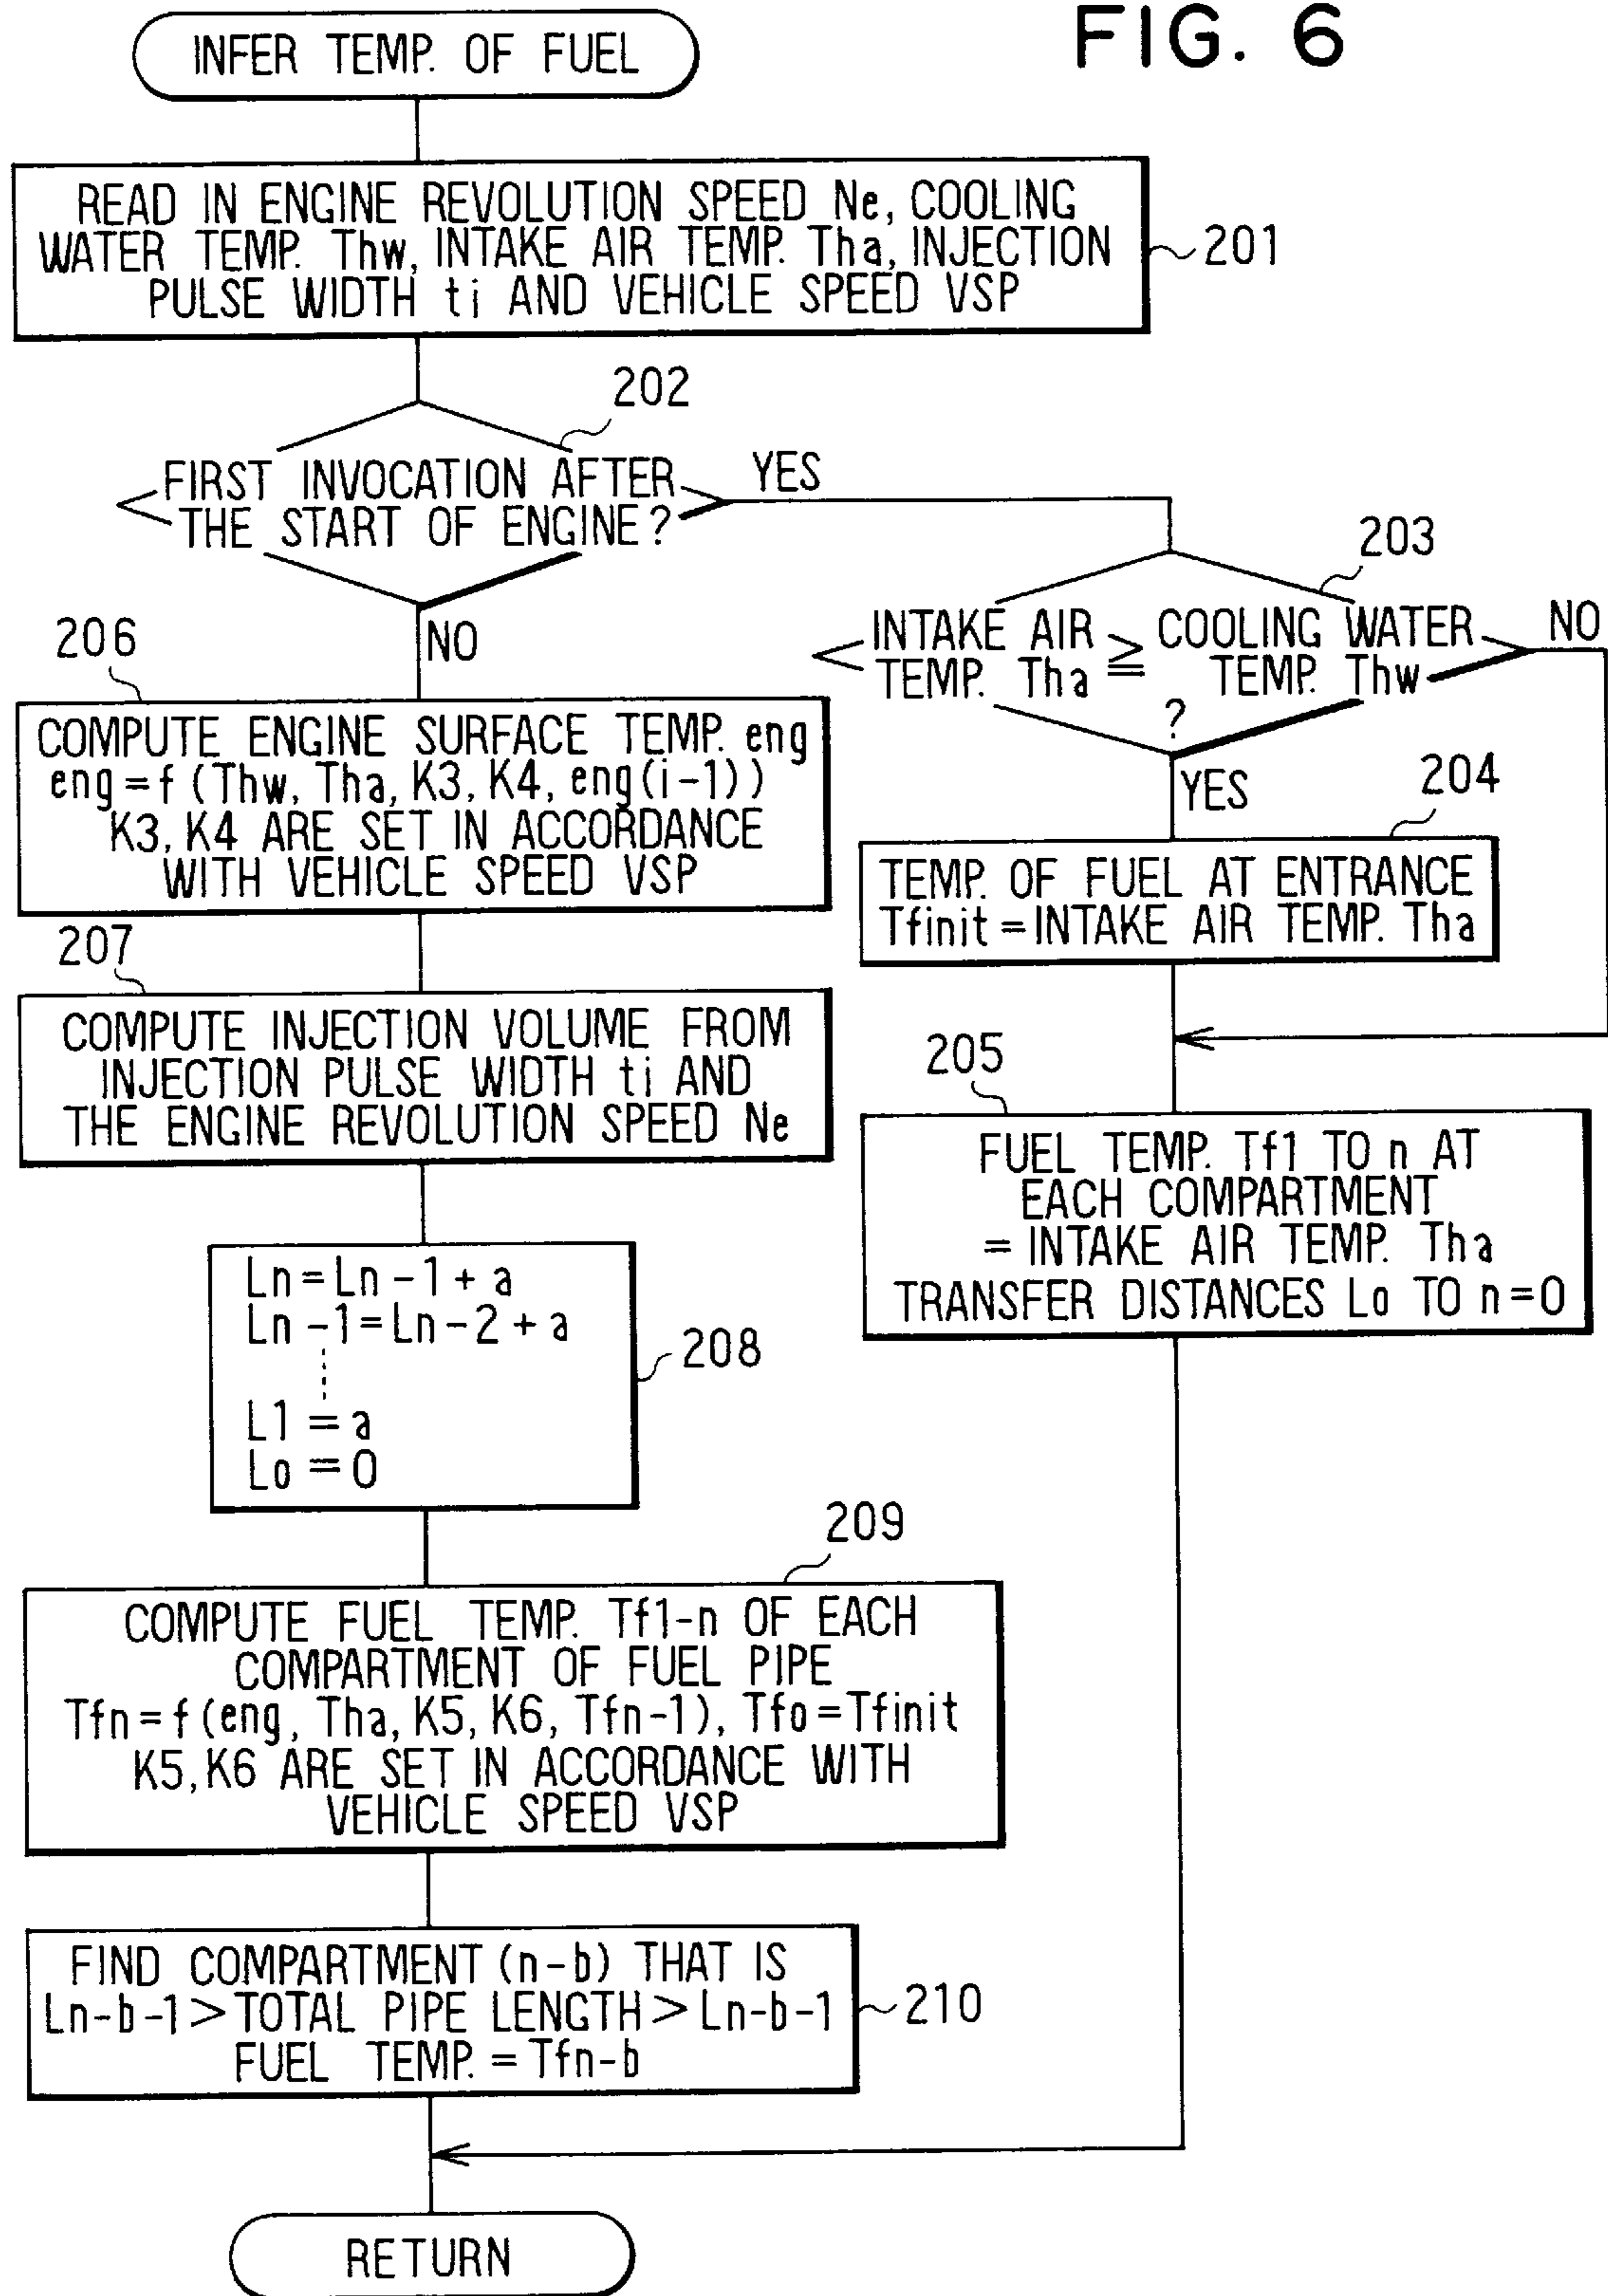 FIG. 6
INFER TEMP. OF FUEL
READ IN ENGINE REVOLUTION SPEED Ne, COOLING
WATER TEMP. Thw, INTAKE AIR TEMP. Tha, INJECTION
PULSE WIDTH ti AND VEHICLE SPEED VSP
201
202
FIRST INVOCATION AFTER
THE START OF ENGINE?
YES
NO
203
INTAKE AIR TEMP. Tha ≧ COOLING WATER TEMP. Thw
?
NO
YES
204
TEMP. OF FUEL AT ENTRANCE
Tfinit = INTAKE AIR TEMP. Tha
205
FUEL TEMP. Tf1 TO n AT
EACH COMPARTMENT
= INTAKE AIR TEMP. Tha
TRANSFER DISTANCES Lo TO n=0
206
COMPUTE ENGINE SURFACE TEMP. eng
eng=f(Thw, Tha, K3, K4, eng(i-1))
K3, K4 ARE SET IN ACCORDANCE
WITH VEHICLE SPEED VSP
207
COMPUTE INJECTION VOLUME FROM
INJECTION PULSE WIDTH ti AND
THE ENGINE REVOLUTION SPEED Ne
Ln=Ln-1+a
Ln-1=Ln-2+a
L1=a
Lo=0
208
209
COMPUTE FUEL TEMP. Tf1-n OF EACH
COMPARTMENT OF FUEL PIPE
Tfn=f(eng, Tha, K5, K6, Tfn-1), Tfo=Tfinit
K5, K6 ARE SET IN ACCORDANCE WITH
VEHICLE SPEED VSP
FIND COMPARTMENT (n-b) THAT IS
Ln-b-1>TOTAL PIPE LENGTH>Ln-b-1
FUEL TEMP. = Tfn-b
210
RETURN